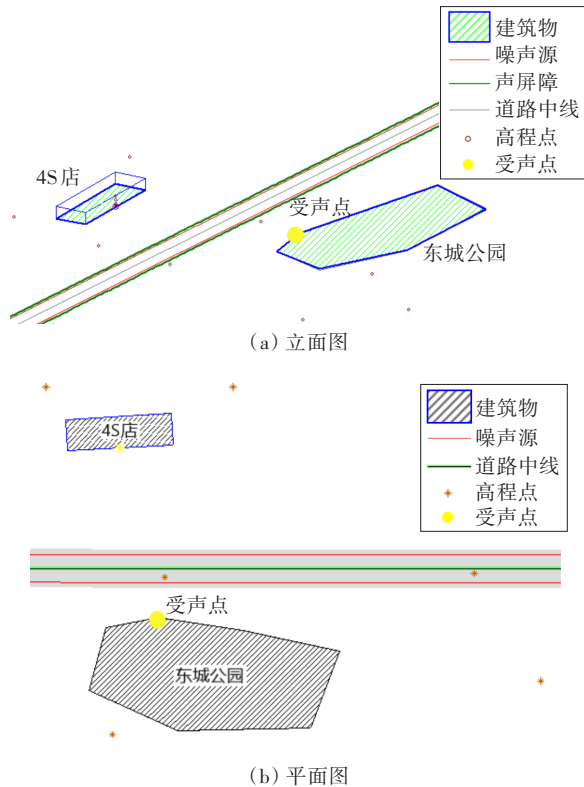 建筑物
噪声源
声屏障
道路中线
高程点
受声点
4S店
受声点
东城公园
(a)立面图
建筑物
噪声源
道路中线
高程点
受声点
4S店
受声点
东城公园
(b)平面图